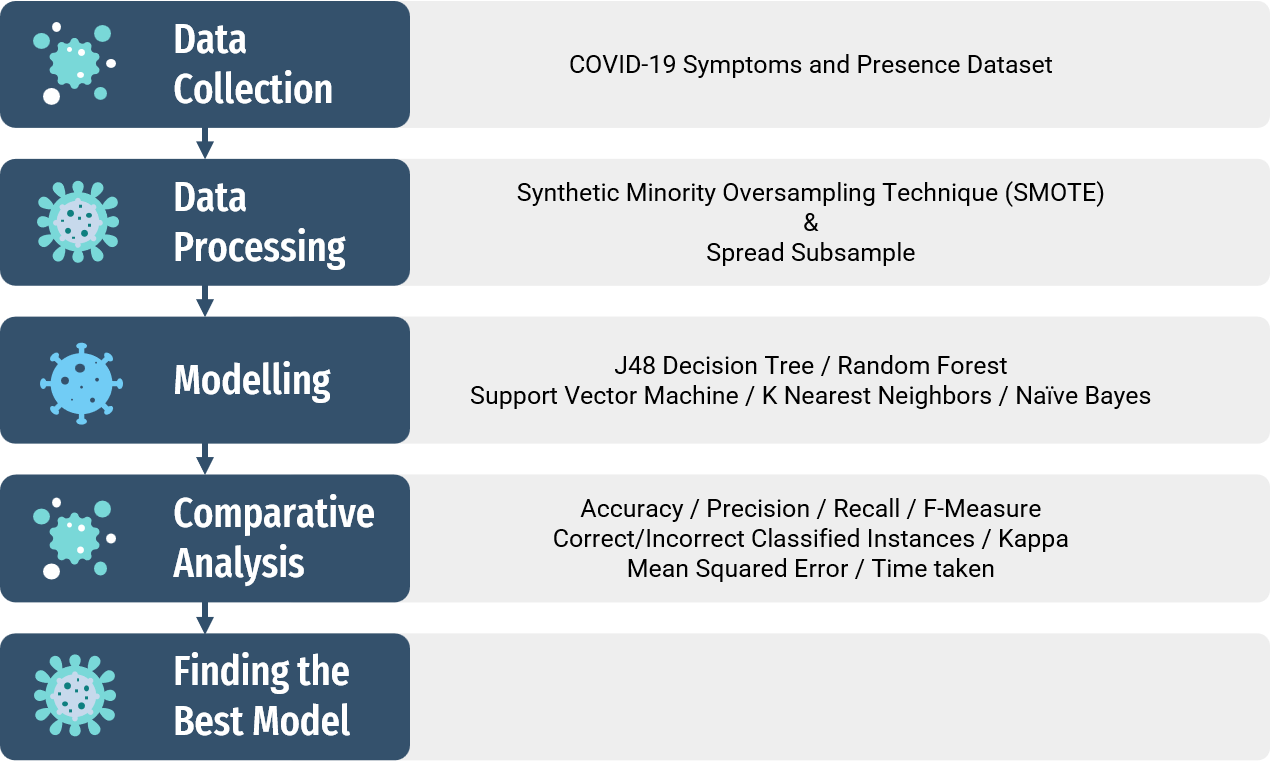 Data
Collection
COVID-19 Symptoms and Presence Dataset
Data
Processing
Synthetic Minority Oversampling Technique (SMOTE)
&
Spread Subsample
Modelling
J48 Decision Tree / Random Forest
Support Vector Machine / K Nearest Neighbors / Naïve Bayes
Comparative
Analysis
Accuracy / Precision / Recall / F-Measure
Correct/Incorrect Classified Instances / Kappa
Mean Squared Error / Time taken
Finding the
Best Model